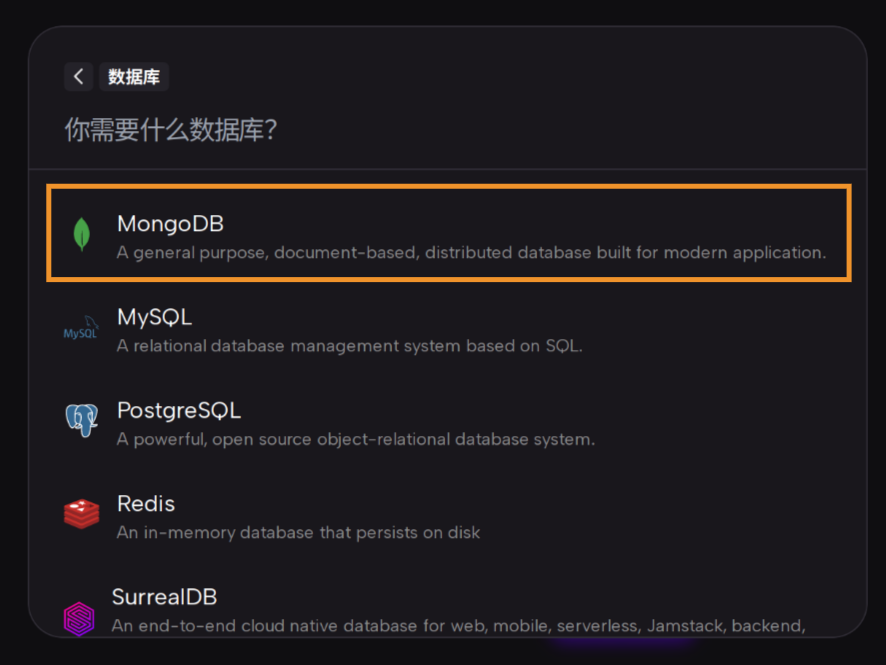 数据库
你需要什么数据库？
MongoDB
A general purpose, document-based, distributed database built for modern application.
MySQL
MySQL
A relational database management system based on SQL.
PostgreSQL
A powerful, open source object-relational database system.
Redis
An in-memory database that persists on disk
SurrealDB
An end-to-end cloud native database for web, mobile, serverless, Jamstack, backend,